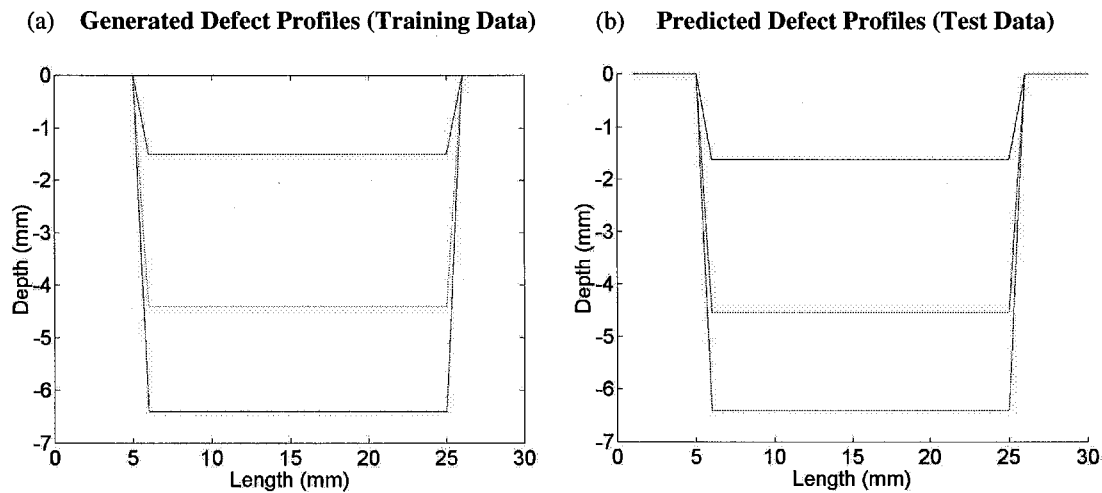 (a) Generated Defect Profiles (Training Data)
0
-1
-2
-3
-4
-5
-6
-7
Depth (mm)
0 5 10 15 20 25 30
Length (mm)
(b) Predicted Defect Profiles (Test Data)
0
-1
-2
-3
-4
-5
-6
-7
Depth (mm)
0 5 10 15 20 25 30
Length (mm)